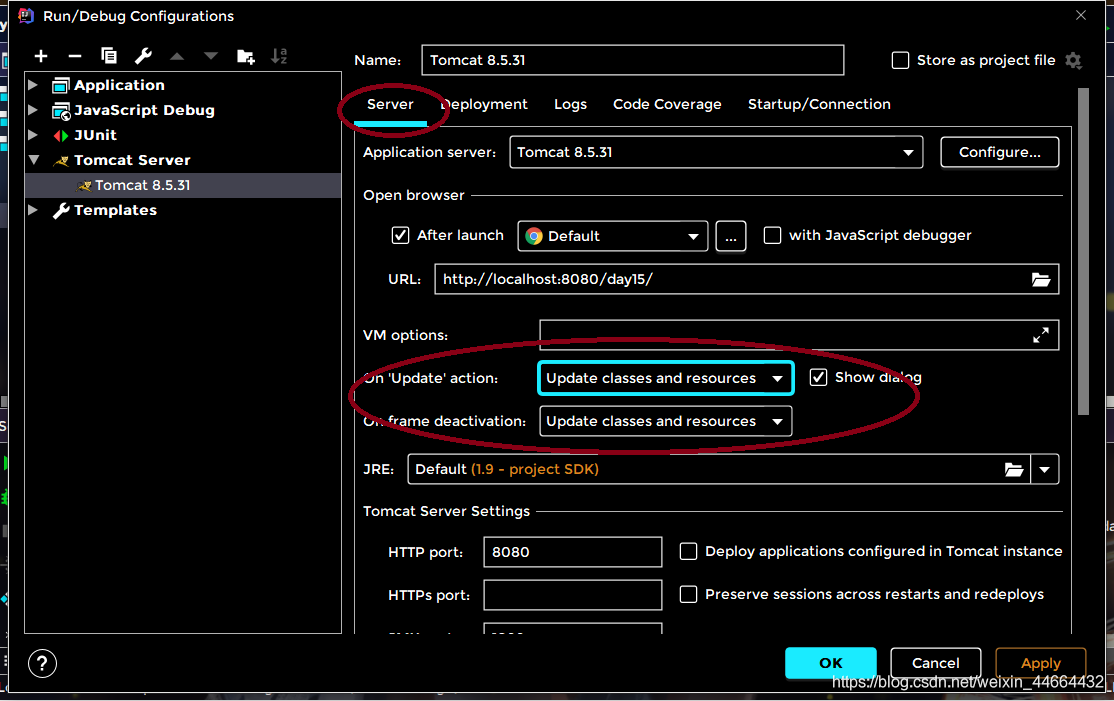 Run/Debug Configurations
Name: Tomcat 8.5.31 Store as project file
Application
JavaScript Debug
JUnit
Tomcat Server
Tomcat 8.5.31
Templates
Server Deployment Logs Code Coverage Startup/Connection
Application server: Tomcat 8.5.31 Configure...
Open browser
After launch Default ... with JavaScript debugger
URL: http://localhost:8080/day15/
VM options:
On 'Update' action: Update classes and resources Show dialog
On frame deactivation: Update classes and resources
JRE: Default (1.9 - project SDK)
Tomcat Server Settings
HTTP port: 8080 Deploy applications configured in Tomcat instance
HTTPs port: Preserve sessions across restarts and redeploys
? OK Cancel Apply
https://blog.csdn.net/weixin_44664432